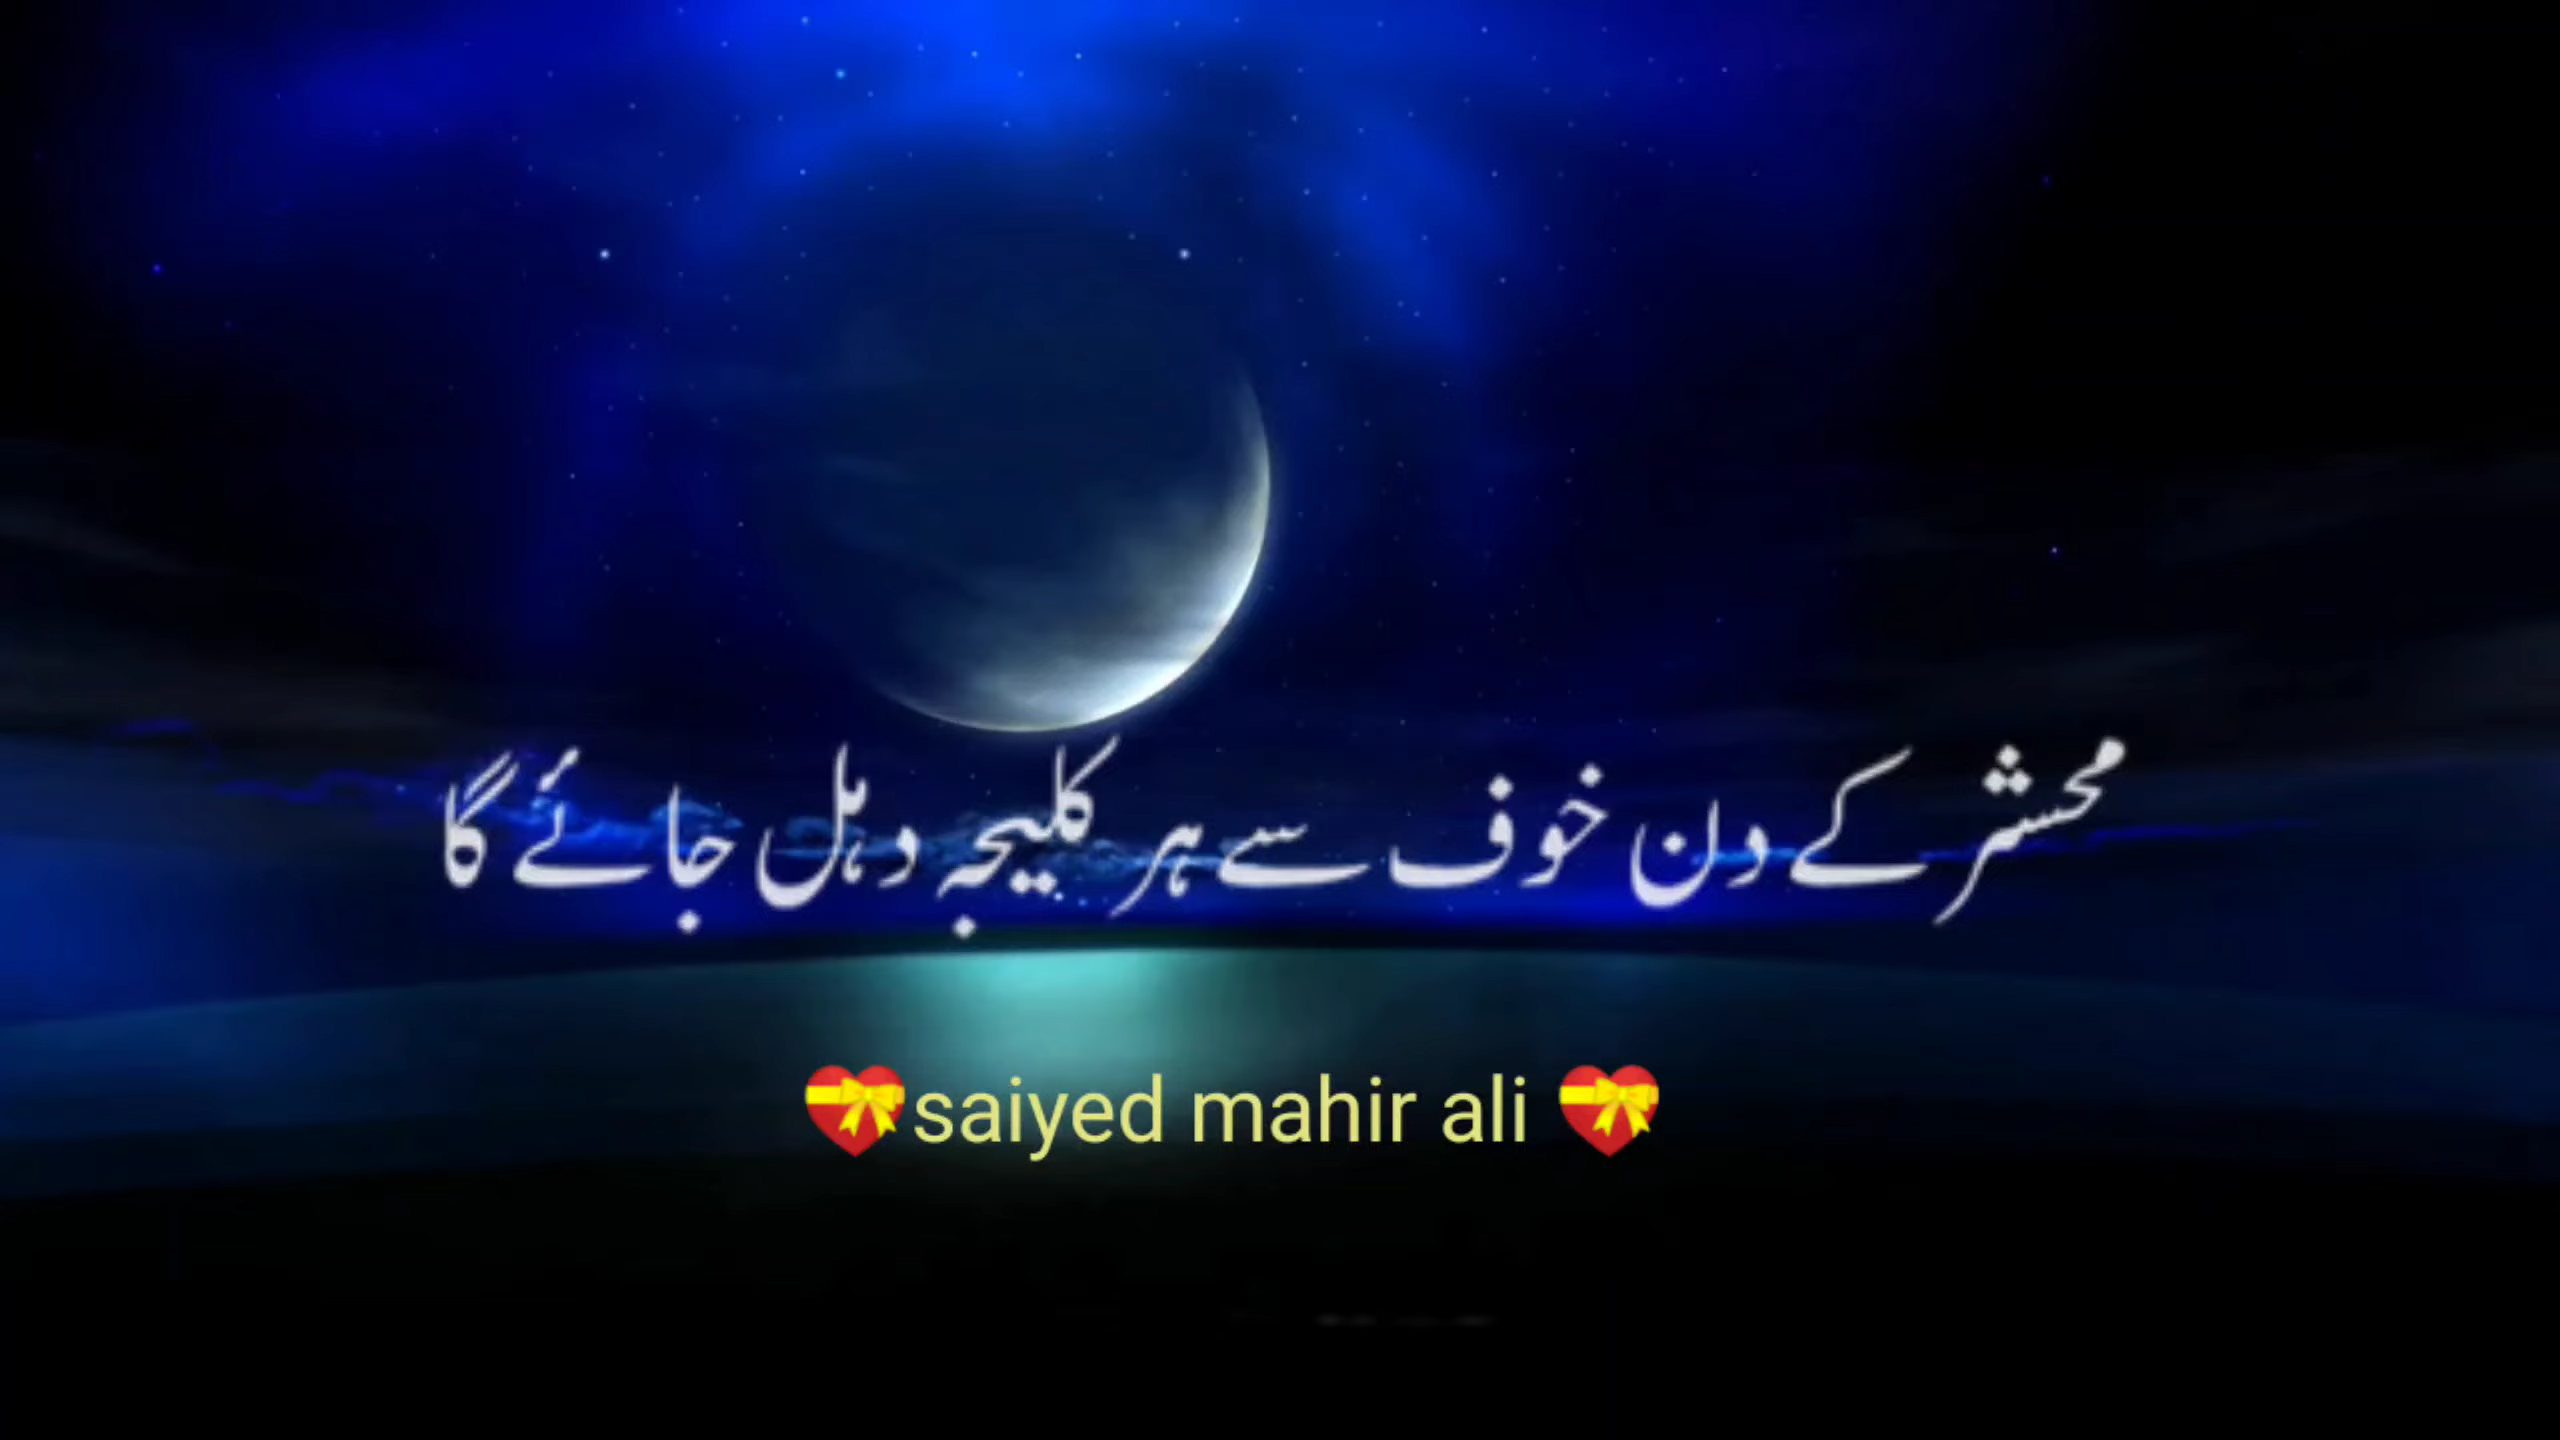 محشر کے دن خوف سے ہر کلیجہ دہل جائے گا
💝saiyed mahir ali 💝